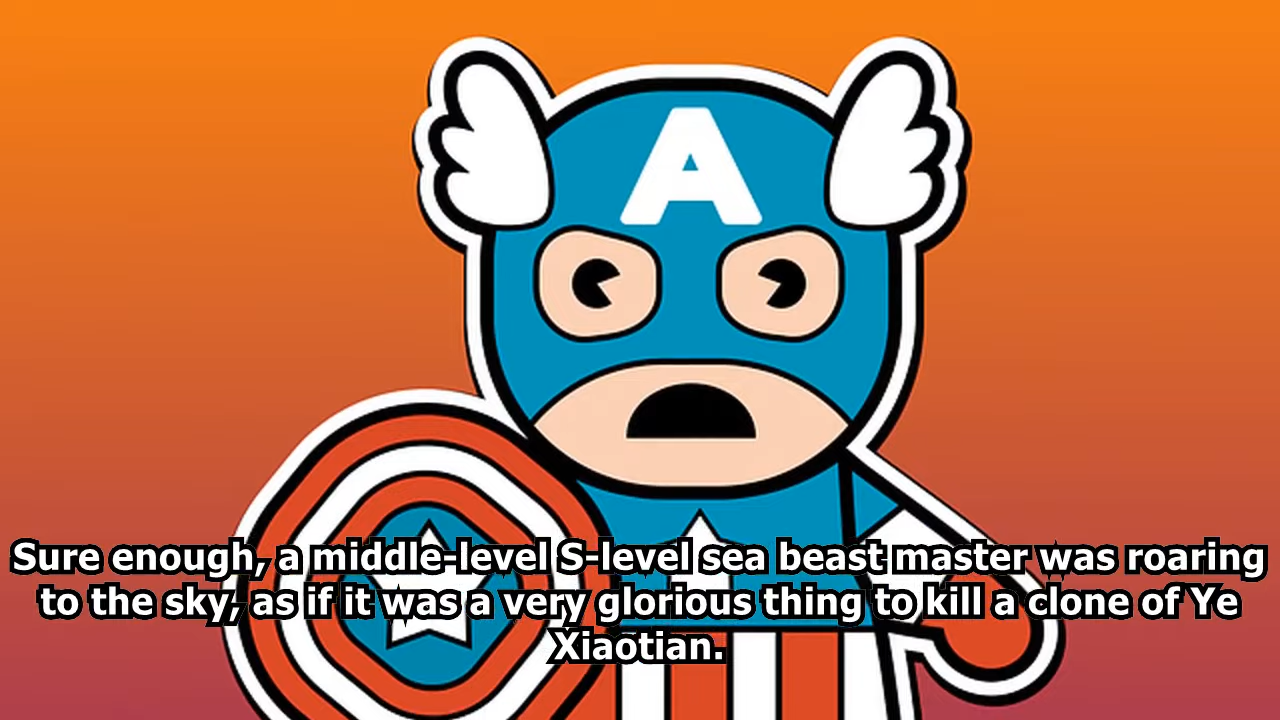 A
Sure enough, a middle-level S-level sea beast master was roaring
to the sky, as if it was a very glorious thing to kill a clone of Ye
Xiaotian.